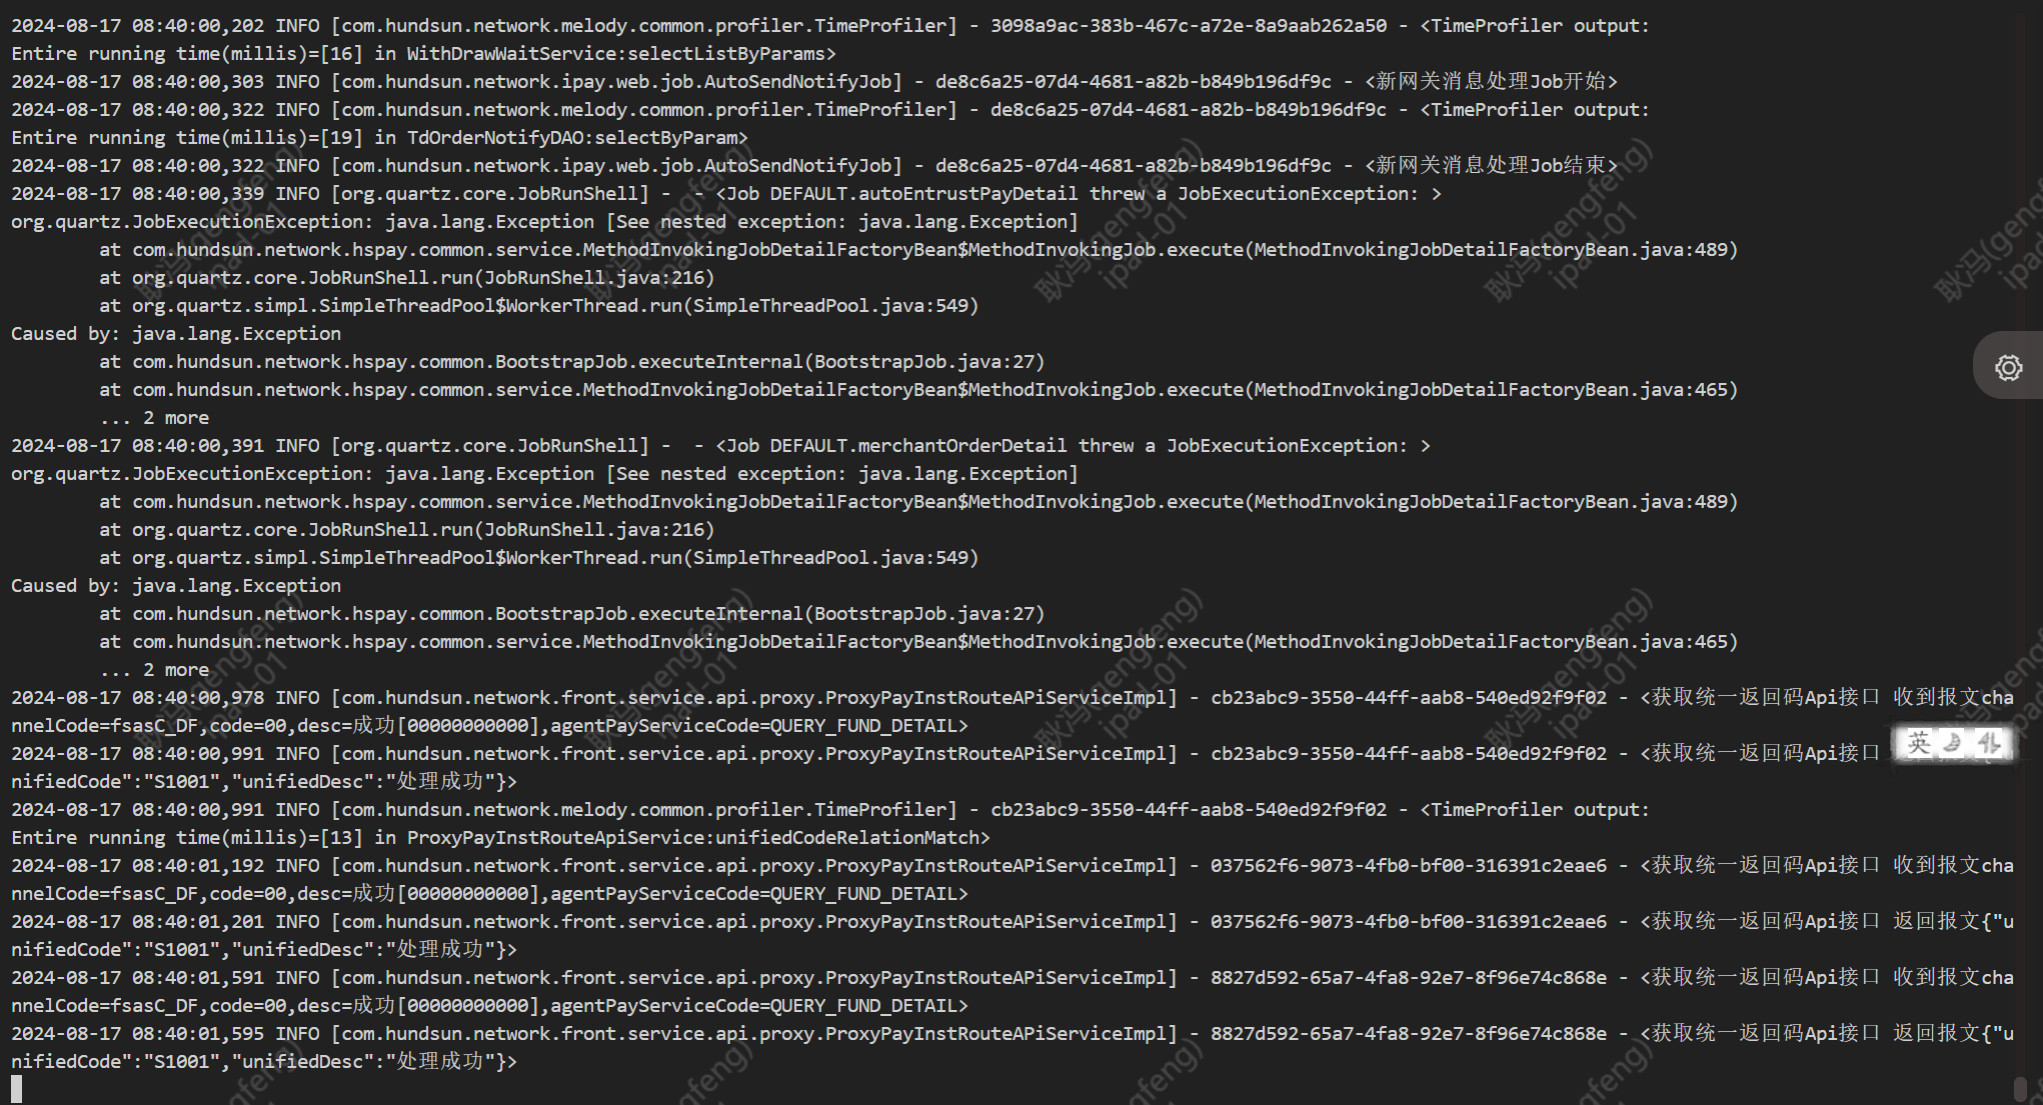 2024-08-17 08:40:00,202 INFO [com.hundsun.network.melody.common.profiler.TimeProfiler] - 3098a9ac-383b-467c-a72e-8a9aab262a50 - <TimeProfiler output:
Entire running time(millis)=[16] in WithDrawWaitService:selectListByParams>
2024-08-17 08:40:00,303 INFO [com.hundsun.network.ipay.web.job.AutoSendNotifyJob] - de8c6a25-07d4-4681-a82b-b849b196df9c - <新网关消息处理Job开始>
2024-08-17 08:40:00,322 INFO [com.hundsun.network.melody.common.profiler.TimeProfiler] - de8c6a25-07d4-4681-a82b-b849b196df9c - <TimeProfiler output:
Entire running time(millis)=[19] in TdOrderNotifyDAO:selectByParam>
2024-08-17 08:40:00,322 INFO [com.hundsun.network.ipay.web.job.AutoSendNotifyJob] - de8c6a25-07d4-4681-a82b-b849b196df9c - <新网关消息处理Job结束>
2024-08-17 08:40:00,339 INFO [org.quartz.core.JobRunShell] -  - <Job DEFAULT.autoEntrustPayDetail threw a JobExecutionException: >
org.quartz.JobExecutionException: java.lang.Exception [See nested exception: java.lang.Exception]
        at com.hundsun.network.hspay.common.service.MethodInvokingJobDetailFactoryBean$MethodInvokingJob.execute(MethodInvokingJobDetailFactoryBean.java:489)
        at org.quartz.core.JobRunShell.run(JobRunShell.java:216)
        at org.quartz.simpl.SimpleThreadPool$WorkerThread.run(SimpleThreadPool.java:549)
Caused by: java.lang.Exception
        at com.hundsun.network.hspay.common.BootstrapJob.executeInternal(BootstrapJob.java:27)
        at com.hundsun.network.hspay.common.service.MethodInvokingJobDetailFactoryBean$MethodInvokingJob.execute(MethodInvokingJobDetailFactoryBean.java:465)
        ... 2 more
2024-08-17 08:40:00,391 INFO [org.quartz.core.JobRunShell] -  - <Job DEFAULT.merchantOrderDetail threw a JobExecutionException: >
org.quartz.JobExecutionException: java.lang.Exception [See nested exception: java.lang.Exception]
        at com.hundsun.network.hspay.common.service.MethodInvokingJobDetailFactoryBean$MethodInvokingJob.execute(MethodInvokingJobDetailFactoryBean.java:489)
        at org.quartz.core.JobRunShell.run(JobRunShell.java:216)
        at org.quartz.simpl.SimpleThreadPool$WorkerThread.run(SimpleThreadPool.java:549)
Caused by: java.lang.Exception
        at com.hundsun.network.hspay.common.BootstrapJob.executeInternal(BootstrapJob.java:27)
        at com.hundsun.network.hspay.common.service.MethodInvokingJobDetailFactoryBean$MethodInvokingJob.execute(MethodInvokingJobDetailFactoryBean.java:465)
        ... 2 more
2024-08-17 08:40:00,978 INFO [com.hundsun.network.front.service.api.proxy.ProxyPayInstRouteAPiServiceImpl] - cb23abc9-3550-44ff-aab8-540ed92f9f02 - <获取统一返回码Api接口 收到报文cha
nnelCode=fsasC_DF,code=00,desc=成功[00000000000],agentPayServiceCode=QUERY_FUND_DETAIL>
2024-08-17 08:40:00,991 INFO [com.hundsun.network.front.service.api.proxy.ProxyPayInstRouteAPiServiceImpl] - cb23abc9-3550-44ff-aab8-540ed92f9f02 - <获取统一返回码Api接口
英
nifiedCode":"S1001","unifiedDesc":"处理成功"}>
2024-08-17 08:40:00,991 INFO [com.hundsun.network.melody.common.profiler.TimeProfiler] - cb23abc9-3550-44ff-aab8-540ed92f9f02 - <TimeProfiler output:
Entire running time(millis)=[13] in ProxyPayInstRouteApiService:unifiedCodeRelationMatch>
2024-08-17 08:40:01,192 INFO [com.hundsun.network.front.service.api.proxy.ProxyPayInstRouteAPiServiceImpl] - 037562f6-9073-4fb0-bf00-316391c2eae6 - <获取统一返回码Api接口 收到报文cha
nnelCode=fsasC_DF,code=00,desc=成功[00000000000],agentPayServiceCode=QUERY_FUND_DETAIL>
2024-08-17 08:40:01,201 INFO [com.hundsun.network.front.service.api.proxy.ProxyPayInstRouteAPiServiceImpl] - 037562f6-9073-4fb0-bf00-316391c2eae6 - <获取统一返回码Api接口 返回报文{"u
nifiedCode":"S1001","unifiedDesc":"处理成功"}>
2024-08-17 08:40:01,591 INFO [com.hundsun.network.front.service.api.proxy.ProxyPayInstRouteAPiServiceImpl] - 8827d592-65a7-4fa8-92e7-8f96e74c868e - <获取统一返回码Api接口 收到报文cha
nnelCode=fsasC_DF,code=00,desc=成功[00000000000],agentPayServiceCode=QUERY_FUND_DETAIL>
2024-08-17 08:40:01,595 INFO [com.hundsun.network.front.service.api.proxy.ProxyPayInstRouteAPiServiceImpl] - 8827d592-65a7-4fa8-92e7-8f96e74c868e - <获取统一返回码Api接口 返回报文{"u
nifiedCode":"S1001","unifiedDesc":"处理成功"}>
耿冯(gengfeng)
ipad-01